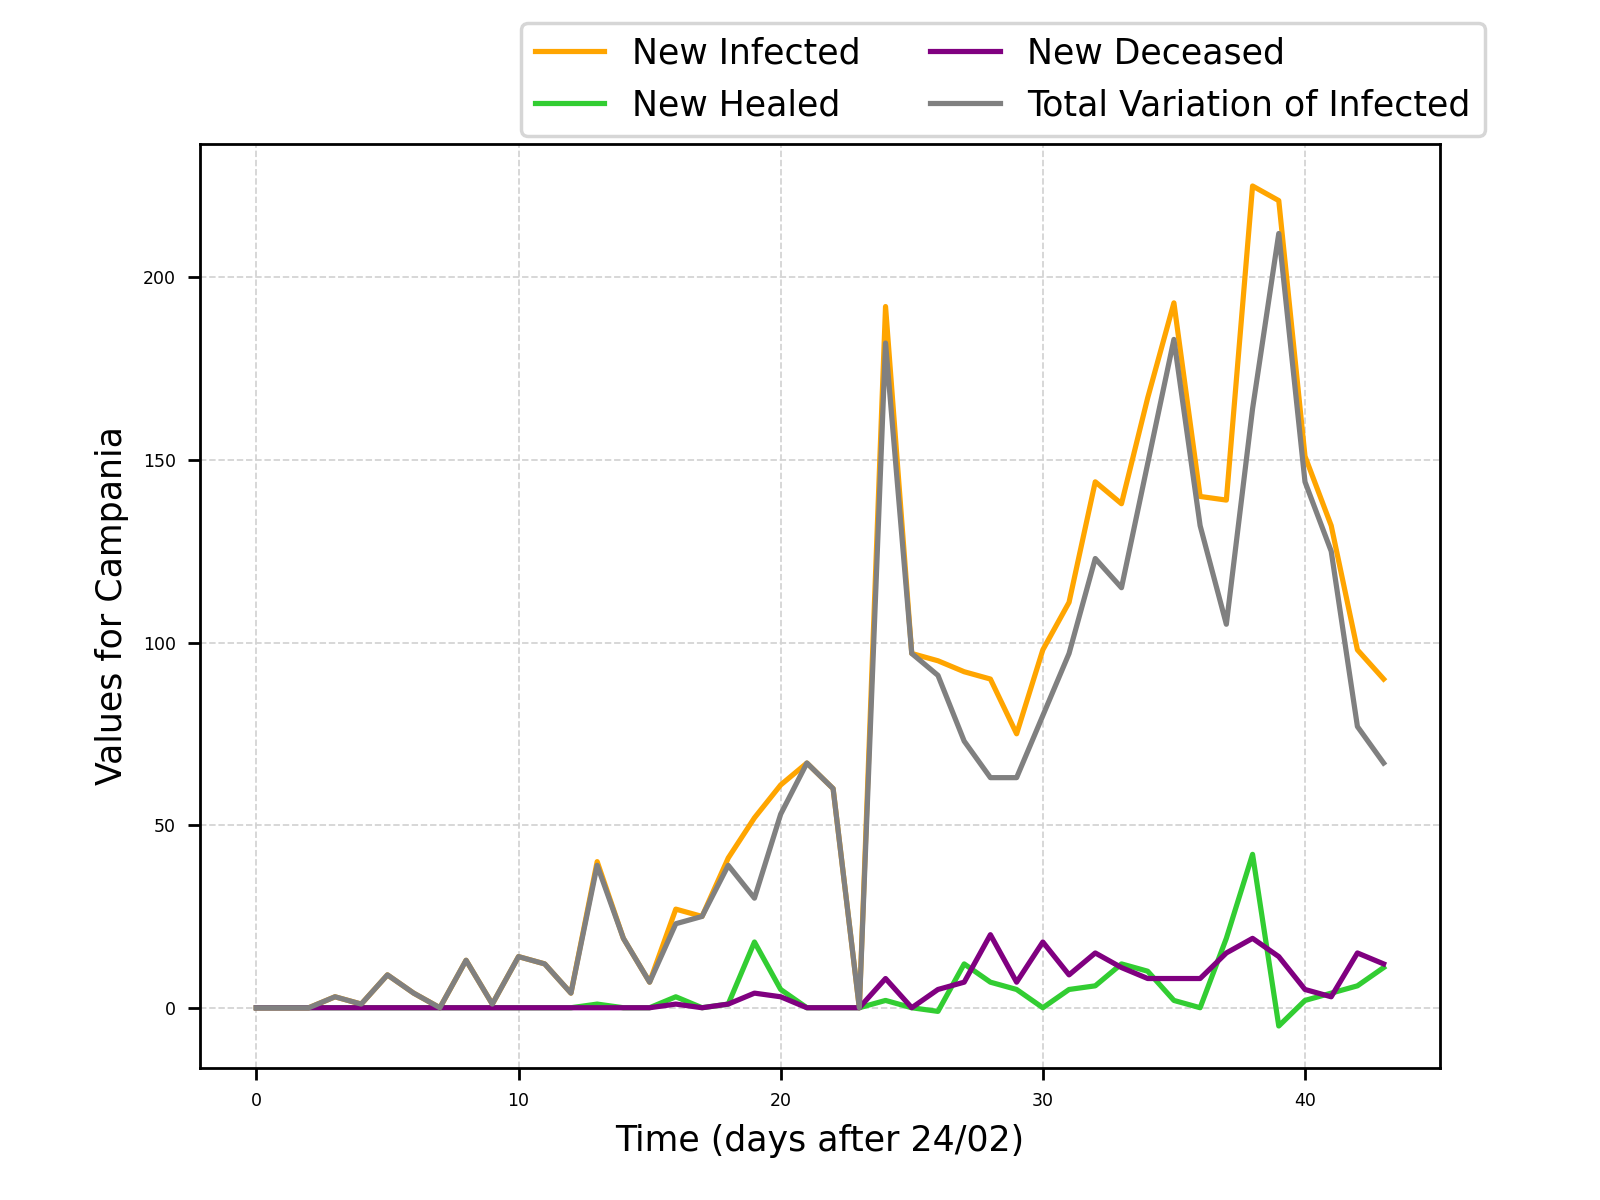 New Infected
New Healed
New Deceased
Total Variation of Infected
Values for Campania
200
150
100
50
0
0 10 20 30 40
Time (days after 24/02)